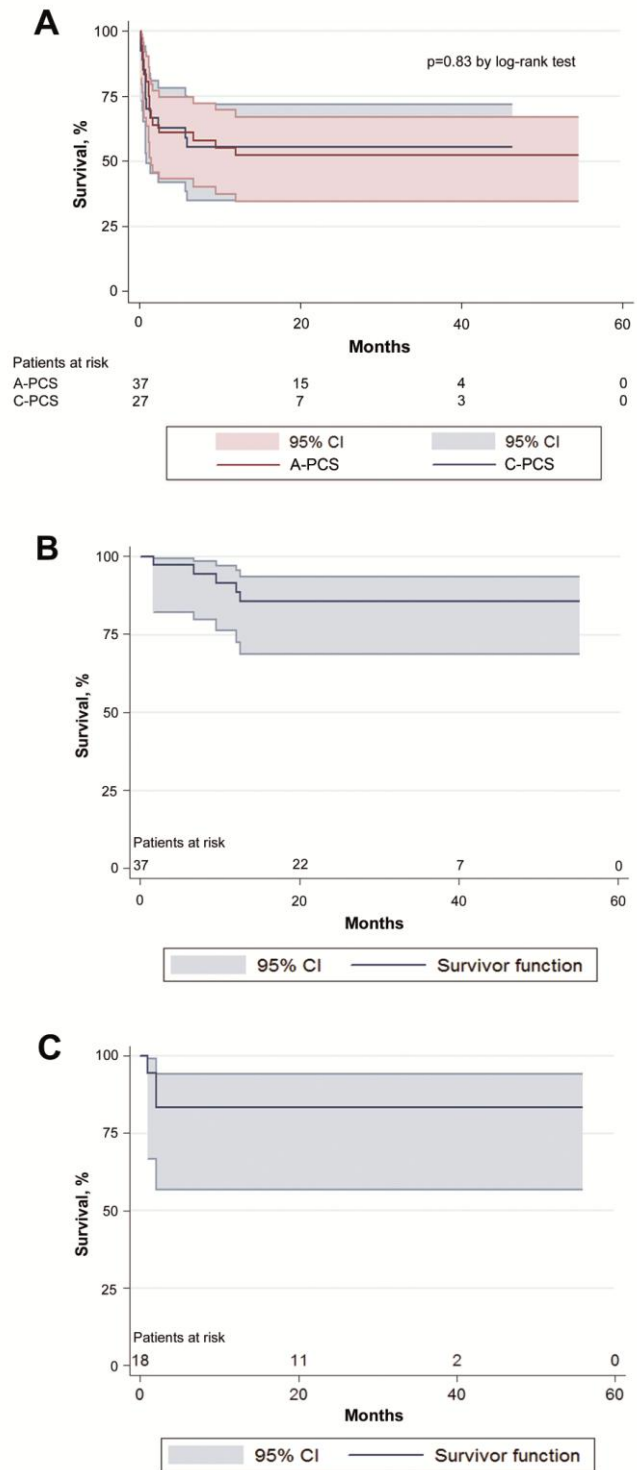 A
100
75
50
25
0
Survival, %
p=0.83 by log-rank test
0 20 40 60
Months
Patients at risk
A-PCS 37 15 4 0
C-PCS 27 7 3 0
95% CI 95% CI
A-PCS C-PCS
B
100
75
50
25
0
Survival, %
Patients at risk
37 22 7 0
0 20 40 60
Months
95% CI Survivor function
C
100
75
50
25
0
Survival, %
Patients at risk
18 11 2 0
0 20 40 60
Months
95% CI Survivor function